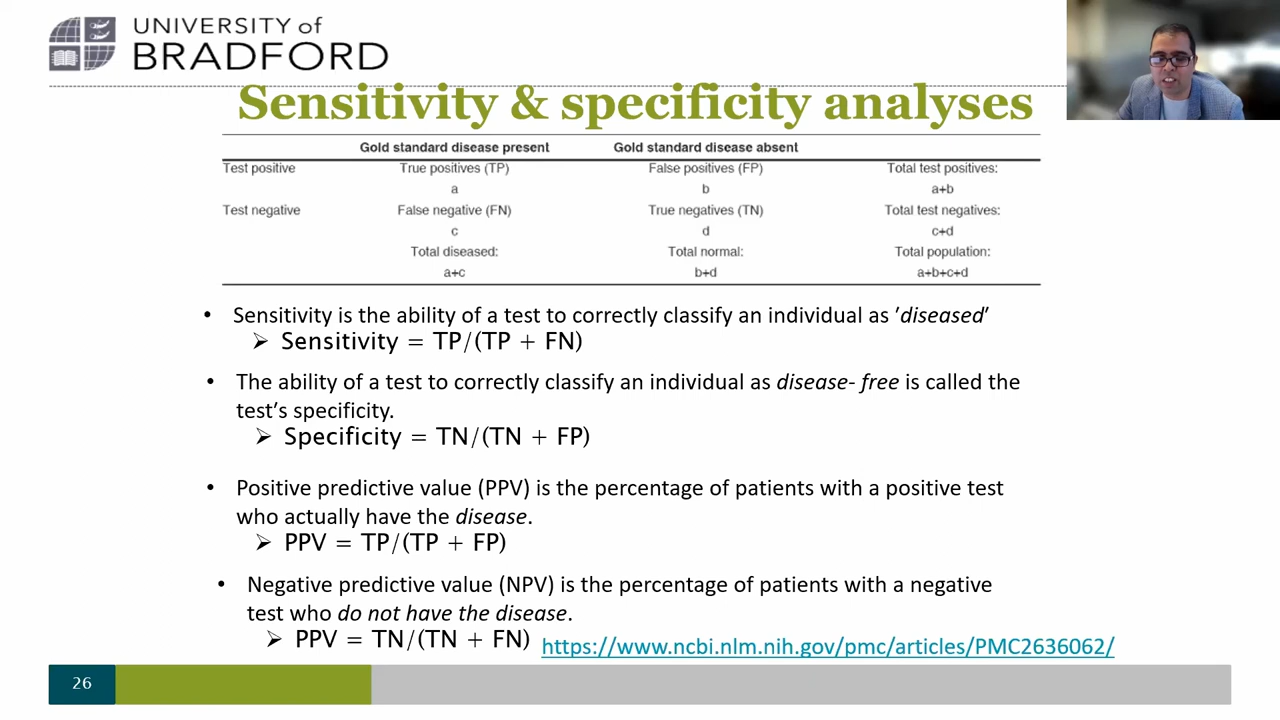 UNIVERSITY of
BRADFORD
Sensitivity & specificity analyses
Gold standard disease present Gold standard disease absent
Test positive True positives (TP) False positives (FP) Total test positives:
a b a+b
Test negative False negative (FN) True negatives (TN) Total test negatives:
c d c+d
Total diseased: Total normal: Total population:
a+c b+d a+b+c+d
• Sensitivity is the ability of a test to correctly classify an individual as ′diseased′
➢ Sensitivity = TP/(TP + FN)
• The ability of a test to correctly classify an individual as disease- free is called the
test′s specificity.
➢ Specificity = TN/(TN + FP)
• Positive predictive value (PPV) is the percentage of patients with a positive test
who actually have the disease.
➢ PPV = TP/(TP + FP)
• Negative predictive value (NPV) is the percentage of patients with a negative
test who do not have the disease.
➢ PPV = TN/(TN + FN) https://www.ncbi.nlm.nih.gov/pmc/articles/PMC2636062/
26